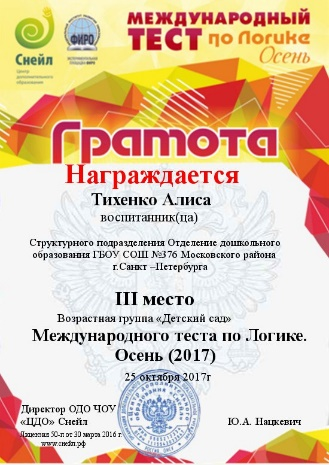 Снейл
Центр
дополнительного
образования
ФИРО
МЕЖДУНАРОДНЫЙ
ТЕСТ по Логике
Осень
Грамота
Награждается
Тихенко Алиса
воспитанник(ца)
Структурного подразделения Отделение дошкольного
образования ГБОУ СОШ №376 Московского района
г.Санкт –Петербурга
III место
Возрастная группа «Детский сад»
Международного теста по Логике.
Осень (2017)
25 октября 2017г
Директор ОДО ЧОУ
«ЦДО» Снейл
Ю.А. Нацкевич
Лицензия 50-л от 30 марта 2016 г.
www.снейл.рф